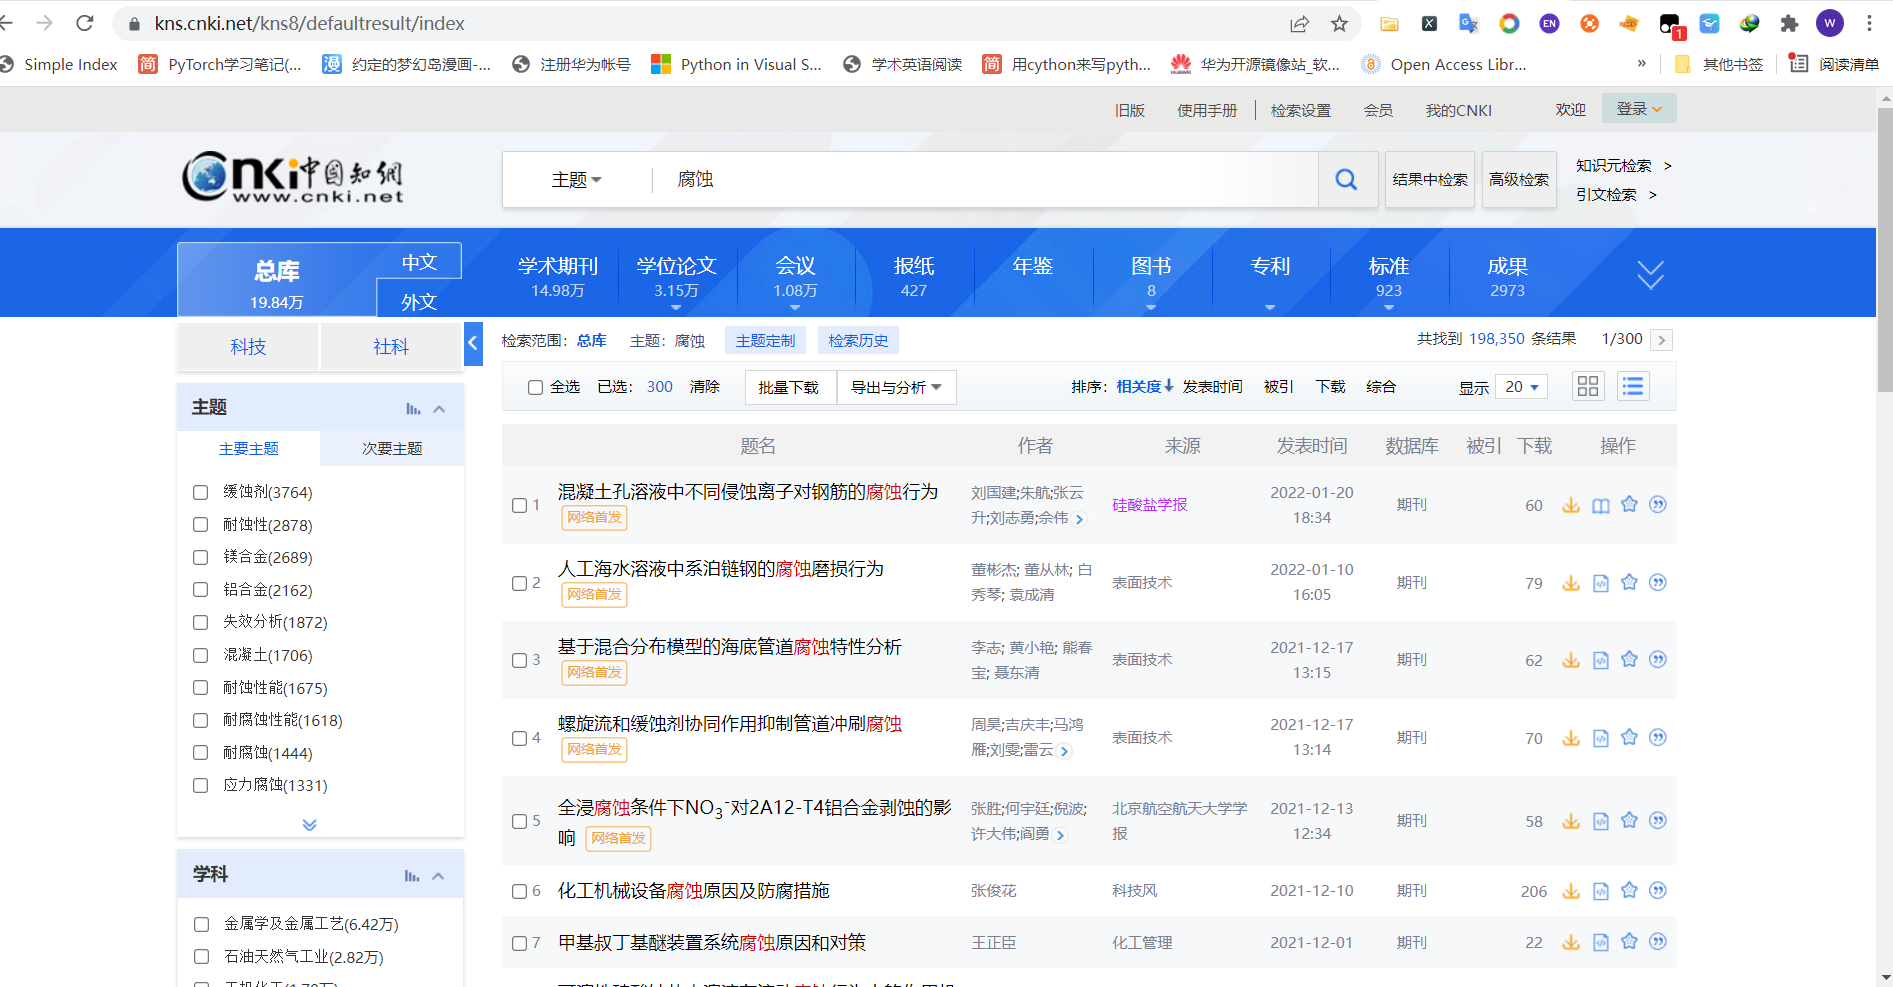 kns.cnki.net/kns8/defaultresult/index
EN
1
W
Simple Index
简
PyTorch学习笔记(...
漫
约定的梦幻岛漫画-...
注册华为帐号
Python in Visual S...
学术英语阅读
简
用cython来写pyth...
华为开源镜像站_软...
Open Access Libr...
»
其他书签
阅读清单
旧版
使用手册
检索设置
会员
我的CNKI
欢迎
登录
Cnki中国知网
www.cnki.net
主题
腐蚀
结果中检索
高级检索
知识元检索 >
引文检索 >
总库
19.84万
中文
外文
学术期刊
14.98万
学位论文
3.15万
会议
1.08万
报纸
427
年鉴
图书
8
专利
标准
923
成果
2973
科技
社科
检索范围：总库 主题：腐蚀 主题定制 检索历史
共找到 198,350 条结果 1/300 >
全选 已选：300 清除 批量下载 导出与分析
排序：相关度↓ 发表时间 被引 下载 综合
显示 20
主题
主要主题 次要主题
缓蚀剂(3764)
耐蚀性(2878)
镁合金(2689)
铝合金(2162)
失效分析(1872)
混凝土(1706)
耐蚀性能(1675)
耐腐蚀性能(1618)
耐腐蚀(1444)
应力腐蚀(1331)
学科
金属学及金属工艺(6.42万)
石油天然气工业(2.82万)
题名 作者 来源 发表时间 数据库 被引 下载 操作
1 混凝土孔溶液中不同侵蚀离子对钢筋的腐蚀行为
网络首发
刘国建;朱航;张云
升;刘志勇;佘伟
硅酸盐学报
2022-01-20
18:34
期刊
60
2 人工海水溶液中系泊链钢的腐蚀磨损行为
网络首发
董彬杰; 董从林; 白
秀琴; 袁成清
表面技术
2022-01-10
16:05
期刊
79
3 基于混合分布模型的海底管道腐蚀特性分析
网络首发
李志; 黄小艳; 熊春
宝; 聂东清
表面技术
2021-12-17
13:15
期刊
62
4 螺旋流和缓蚀剂协同作用抑制管道冲刷腐蚀
网络首发
周昊;吉庆丰;马鸿
雁;刘雯;雷云
表面技术
2021-12-17
13:14
期刊
70
5 全浸腐蚀条件下NO₃⁻对2A12-T4铝合金剥蚀的影
响 网络首发
张胜;何宇廷;倪波;
许大伟;阎勇
北京航空航天大学学
报
2021-12-13
12:34
期刊
58
6 化工机械设备腐蚀原因及防腐措施
张俊花
科技风
2021-12-10
期刊
206
7 甲基叔丁基醚装置系统腐蚀原因和对策
王正臣
化工管理
2021-12-01
期刊
22